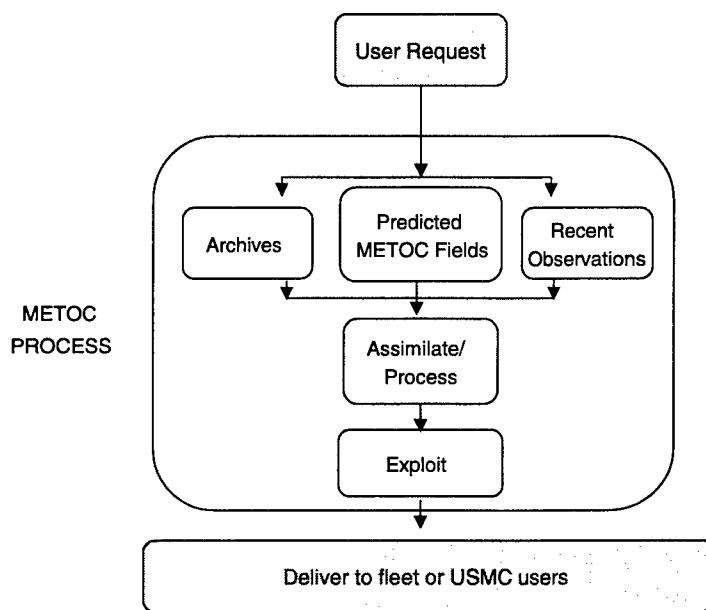 User Request
Archives
Predicted
METOC Fields
Recent
Observations
METOC
PROCESS
Assimilate/
Process
Exploit
Deliver to fleet or USMC users